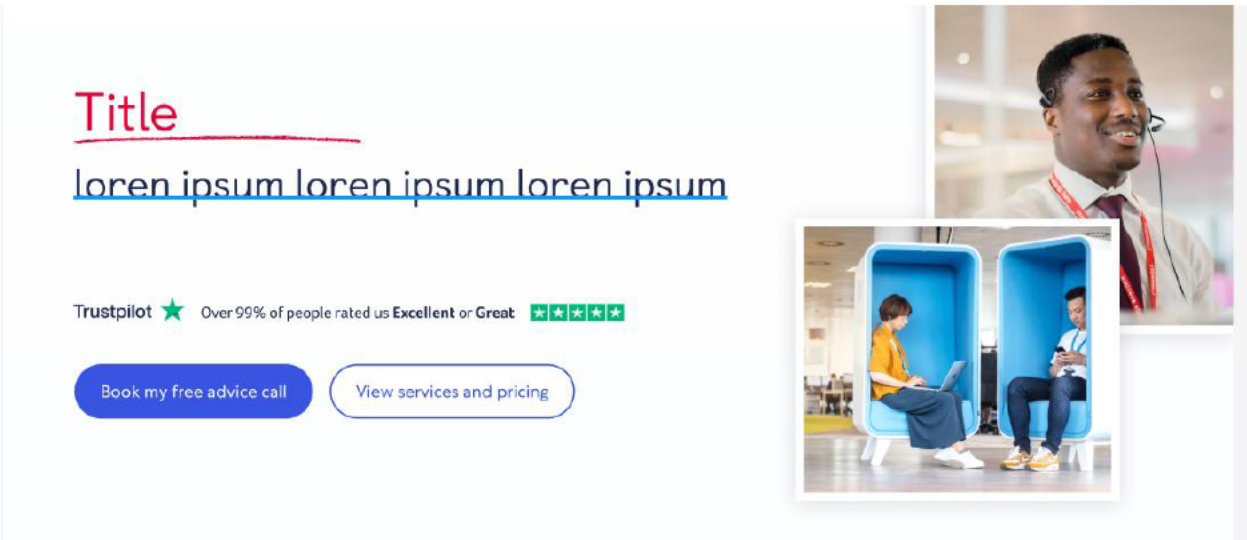 Title
loren ipsum loren ipsum loren ipsum
Trustpilot Over 99% of people rated us Excellent or Great
Book my free advice call View services and pricing